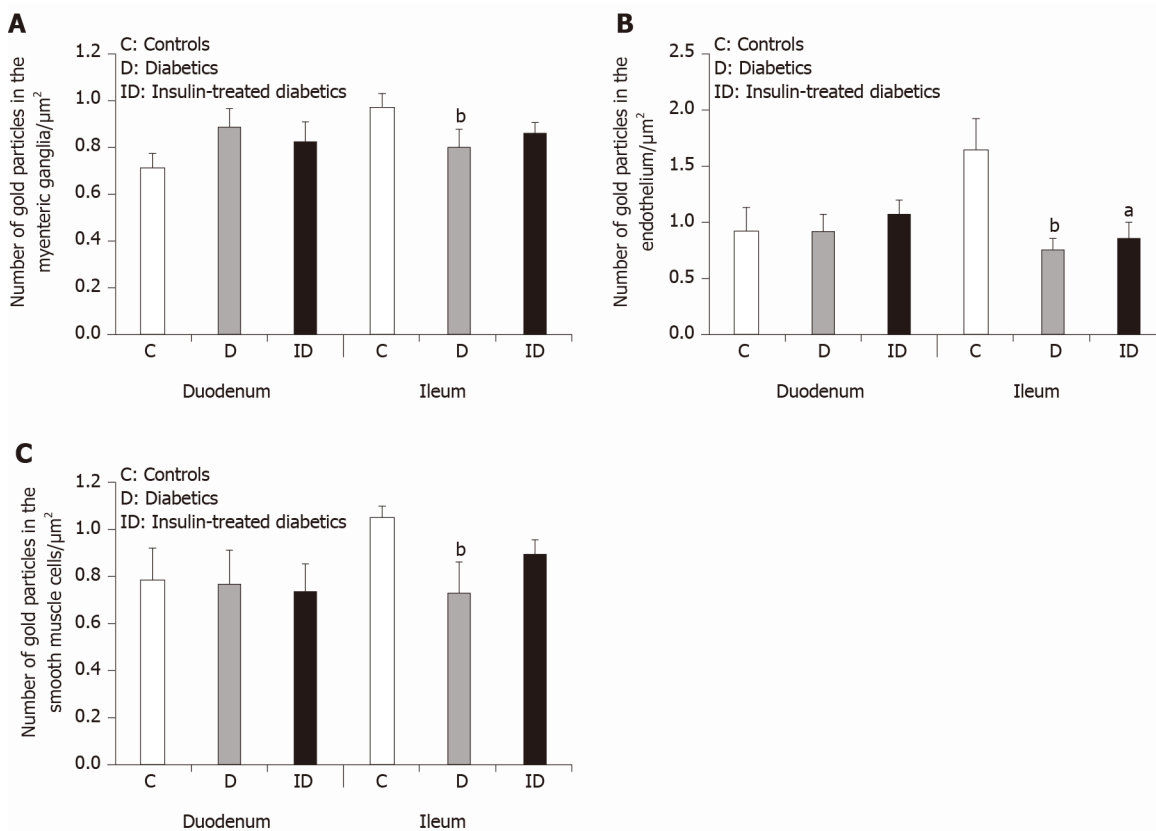 A
C: Controls
D: Diabetics
ID: Insulin-treated diabetics
Number of gold particles in the
myenteric ganglia/µm²
1.2
1.0
0.8
0.6
0.4
0.2
0.0
b
C D ID C D ID
Duodenum Ileum
B
C: Controls
D: Diabetics
ID: Insulin-treated diabetics
Number of gold particles in the
endothelium/µm²
2.5
2.0
1.5
1.0
0.5
0.0
b a
C D ID C D ID
Duodenum Ileum
C
C: Controls
D: Diabetics
ID: Insulin-treated diabetics
Number of gold particles in the
smooth muscle cells/µm²
1.2
1.0
0.8
0.6
0.4
0.2
0.0
b
C D ID C D ID
Duodenum Ileum